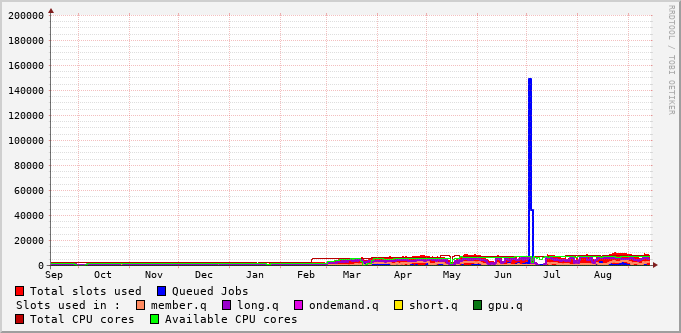 200000
180000
160000
140000
120000
100000
80000
60000
40000
20000
0
Sep Oct Nov Dec Jan Feb Mar Apr May Jun Jul Aug
Total slots used Queued Jobs
Slots used in : member.q long.q ondemand.q short.q gpu.q
Total CPU cores Available CPU cores
RRDTOOL / TOBI OETIKER